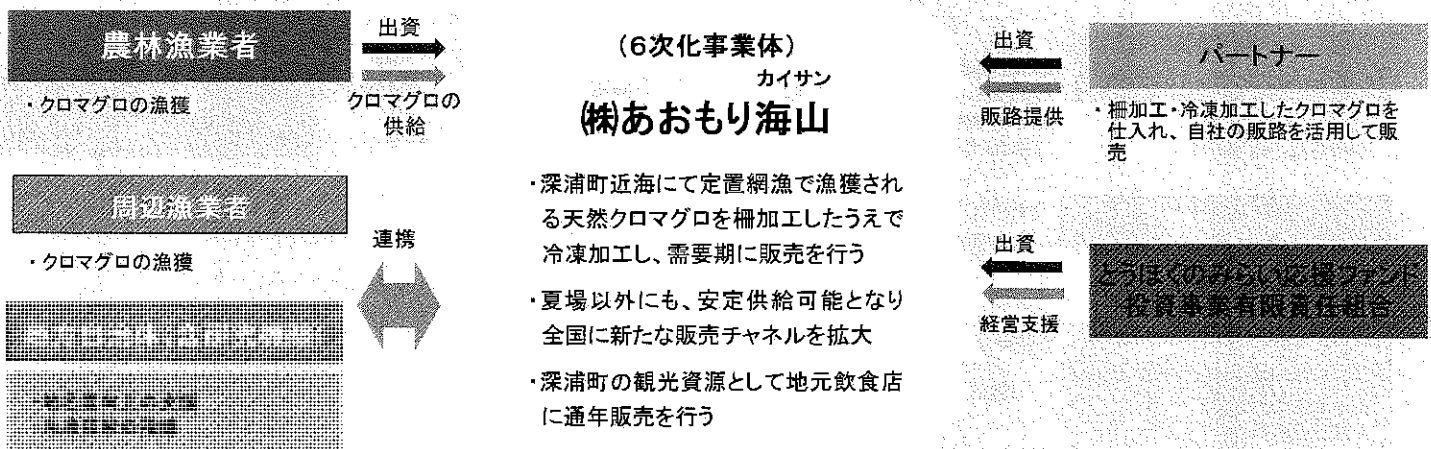 農林漁業者
・クロマグロの漁獲
出資
クロマグロの
供給
周辺漁業者
・クロマグロの漁獲
連携
(6次化事業体)
カイサン
㈱あおもり海山
・深浦町近海にて定置網漁で漁獲され
る天然クロマグロを柵加工したうえで
冷凍加工し、需要期に販売を行う
・夏場以外にも、安定供給可能となり
全国に新たな販売チャネルを拡大
・深浦町の観光資源として地元飲食店
に通年販売を行う
出資
販路提供
パートナー
・柵加工・冷凍加工したクロマグロを
仕入れ、自社の販路を活用して販
売
出資
経営支援
とうほくのみらい応援ファンド
投資事業有限責任組合